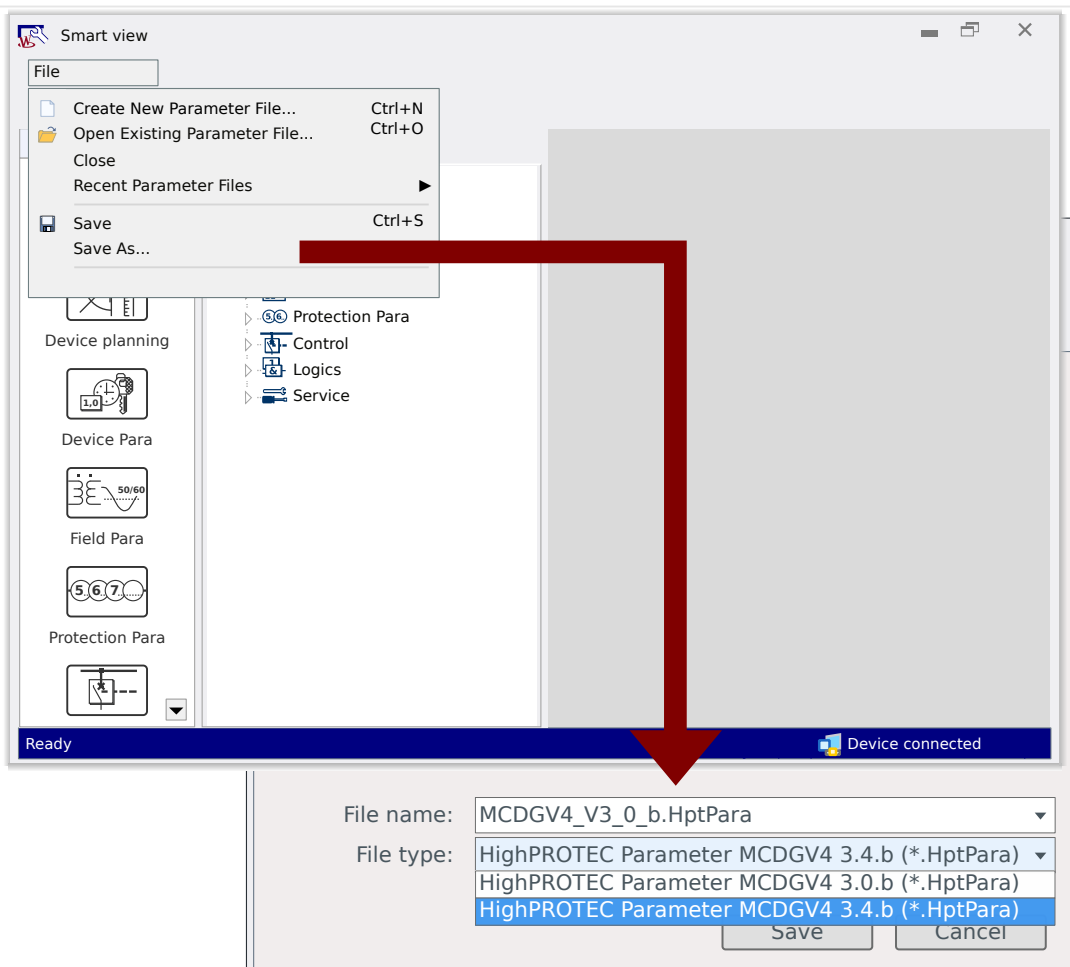 Smart view
File
Create New Parameter File... Ctrl+N
Open Existing Parameter File... Ctrl+O
Close
Recent Parameter Files
Save Ctrl+S
Save As...
Device planning
1,0
Device Para
50/60
Field Para
5 6 7
Protection Para
5 6 Protection Para
Control
1
& Logics
Service
Ready Device connected
File name: MCDGV4_V3_0_b.HptPara
File type: HighPROTEC Parameter MCDGV4 3.4.b (*.HptPara)
HighPROTEC Parameter MCDGV4 3.0.b (*.HptPara)
HighPROTEC Parameter MCDGV4 3.4.b (*.HptPara)
Save Cancel